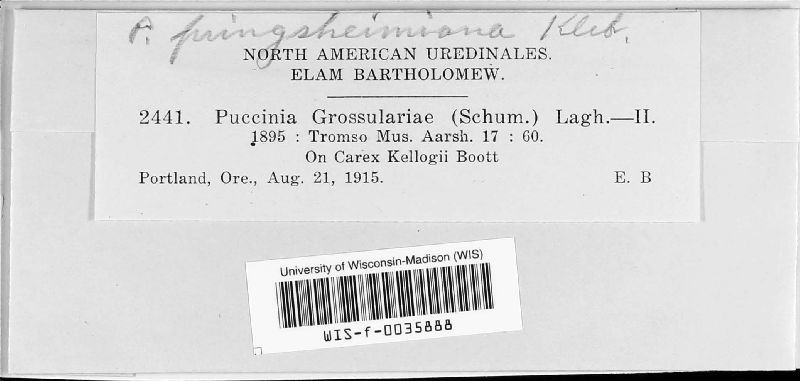 P. pringsheimiana Kleb.
NORTH AMERICAN UREDINALES.
ELAM BARTHOLOMEW.
2441. Puccinia Grossulariae (Schum.) Lagh.—II.
1895 : Tromso Mus. Aarsh. 17 : 60.
On Carex Kellogii Boott
Portland, Ore., Aug. 21, 1915. E. B
University of Wisconsin-Madison (WIS)
WIS-f-0035888